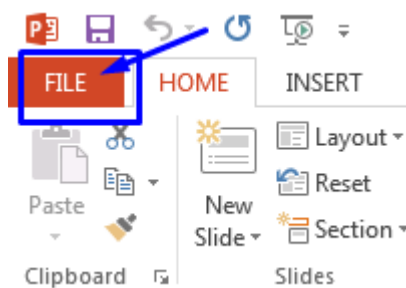 FILE HOME INSERT
Layout
Reset
Paste New
Slide Section
Clipboard Slides